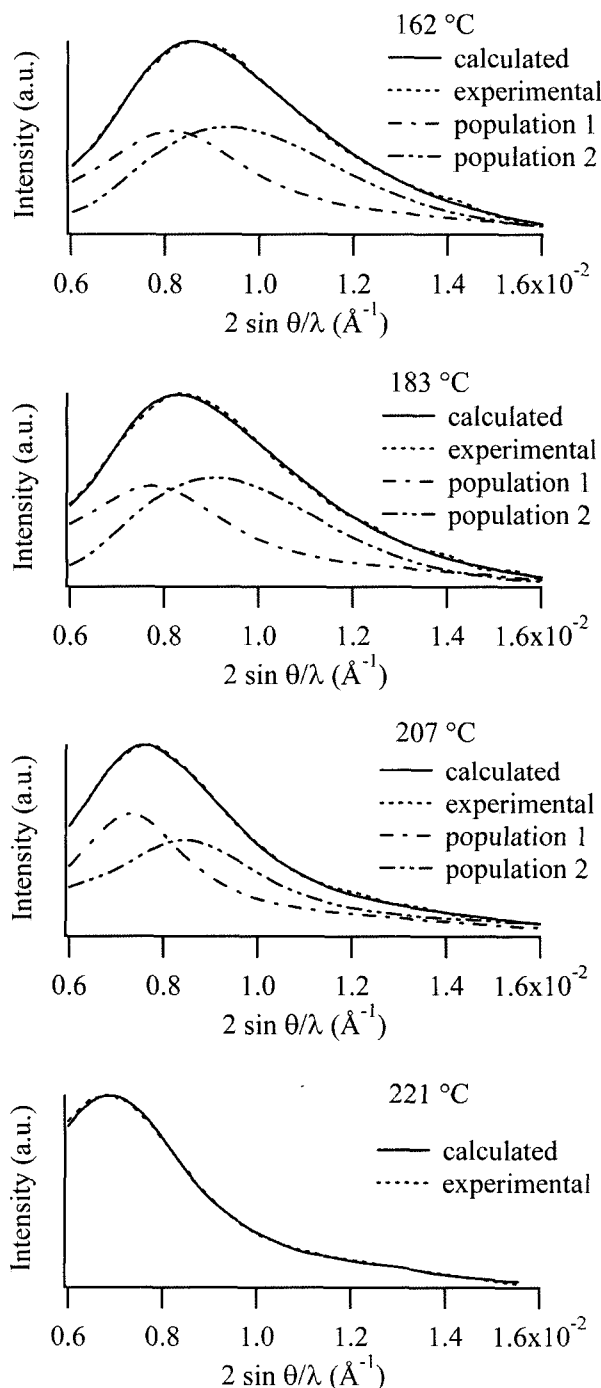 162 °C
calculated
experimental
population 1
population 2
Intensity (a.u.)
0.6 0.8 1.0 1.2 1.4 1.6x10⁻²
2 sin θ/λ (Å⁻¹)
183 °C
calculated
experimental
population 1
population 2
Intensity (a.u.)
0.6 0.8 1.0 1.2 1.4 1.6x10⁻²
2 sin θ/λ (Å⁻¹)
207 °C
calculated
experimental
population 1
population 2
Intensity (a.u.)
0.6 0.8 1.0 1.2 1.4 1.6x10⁻²
2 sin θ/λ (Å⁻¹)
221 °C
calculated
experimental
Intensity (a.u.)
0.6 0.8 1.0 1.2 1.4 1.6x10⁻²
2 sin θ/λ (Å⁻¹)